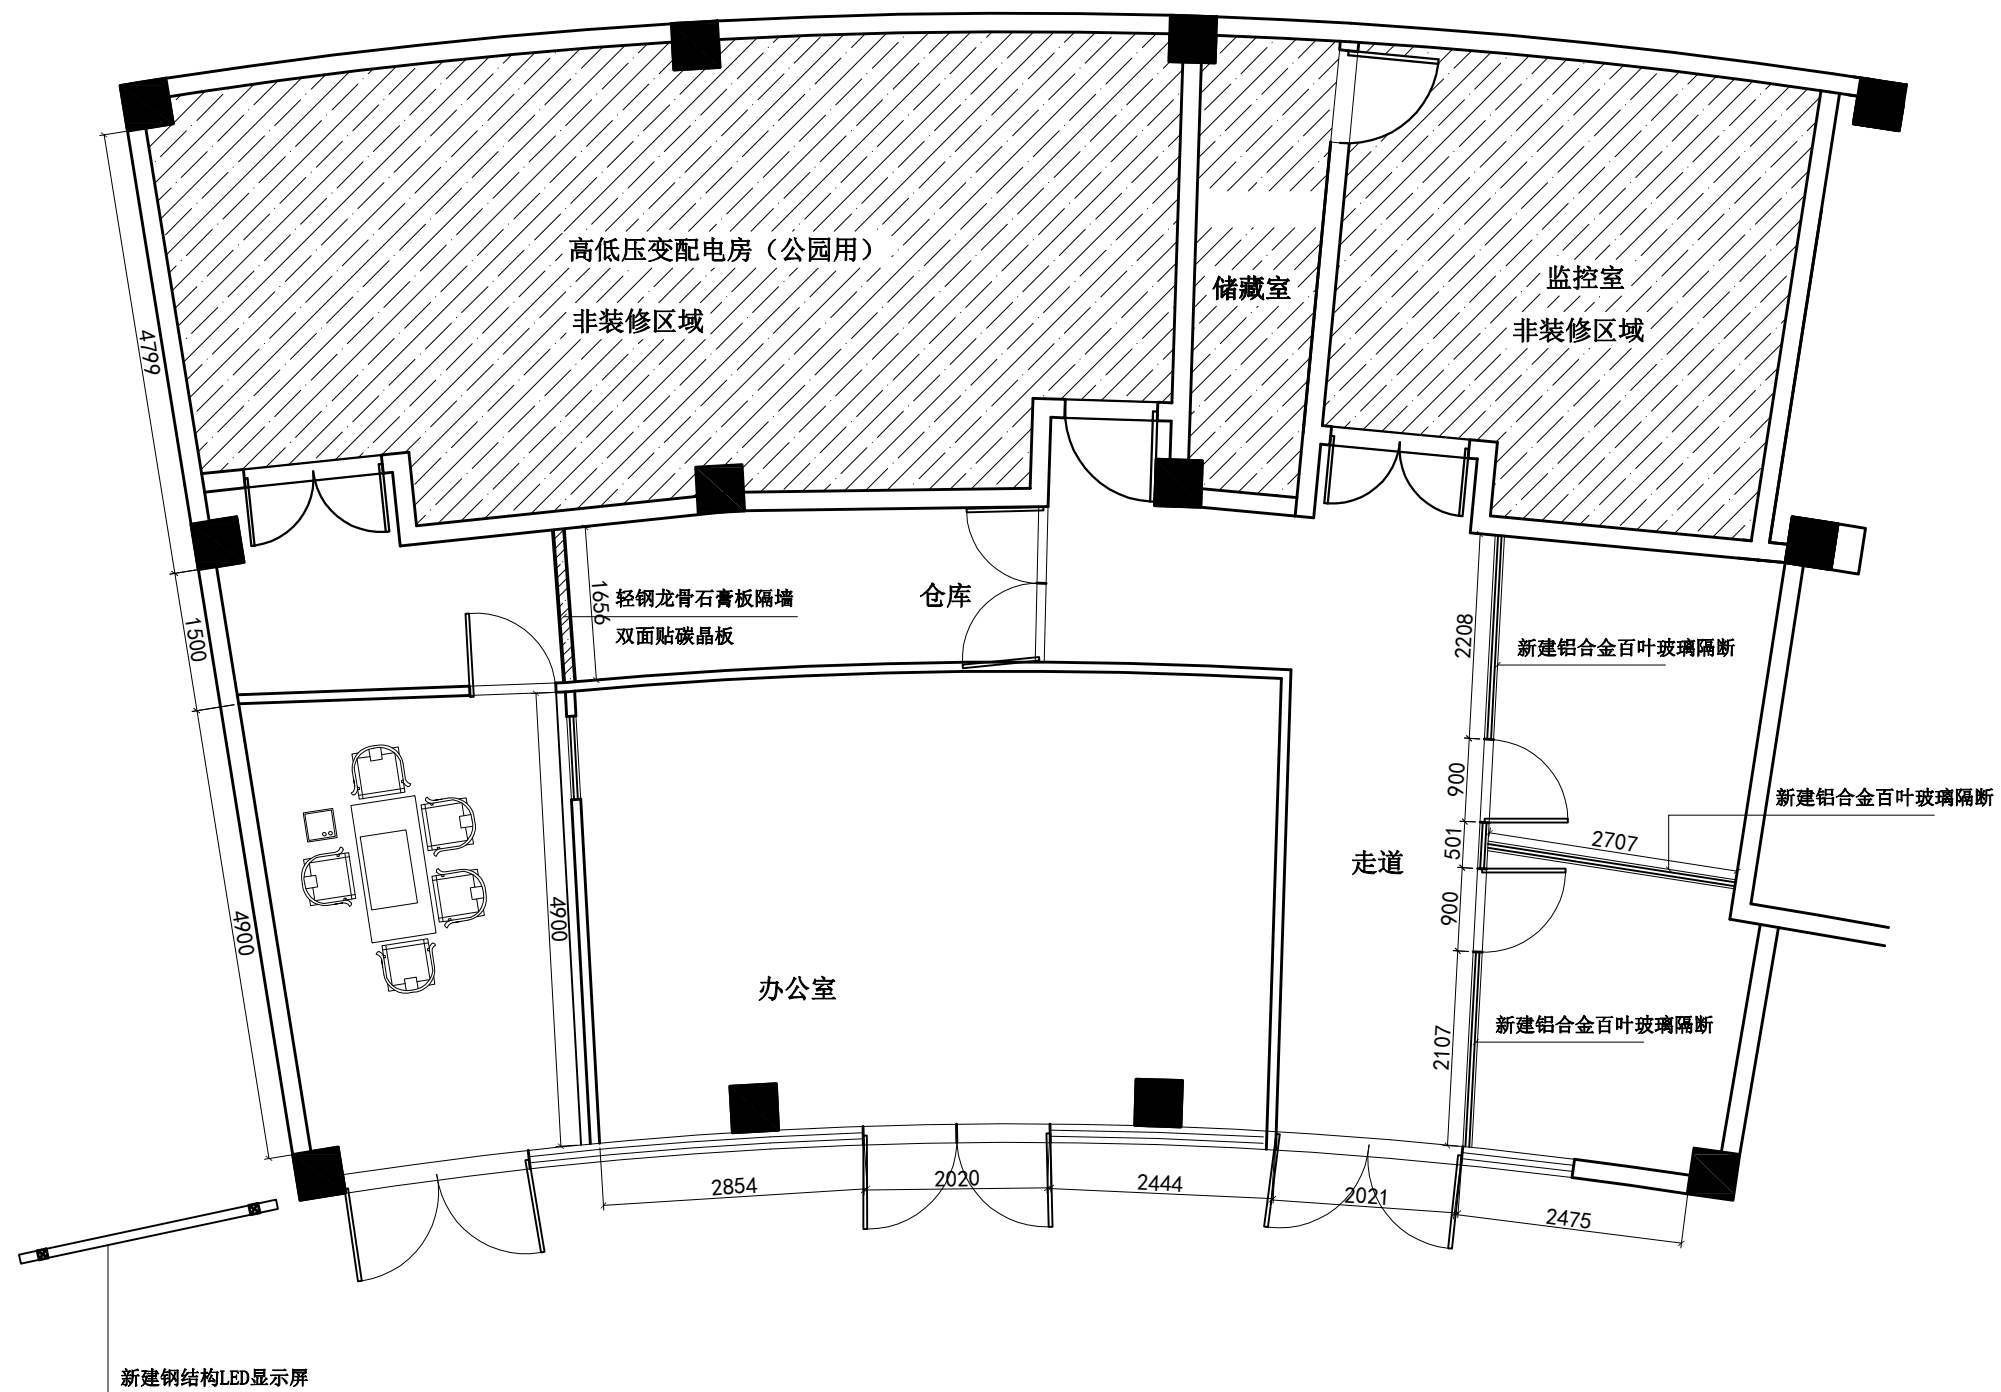 高低压变配电房（公园用）
非装修区域
储藏室
监控室
非装修区域
4799
1500
4900
1656
轻钢龙骨石膏板隔墙
双面贴碳晶板
仓库
2208
新建铝合金百叶玻璃隔断
900
新建铝合金百叶玻璃隔断
501
2707
走道
900
4900
办公室
2107
新建铝合金百叶玻璃隔断
2854
2020
2444
2021
2475
新建钢结构LED显示屏